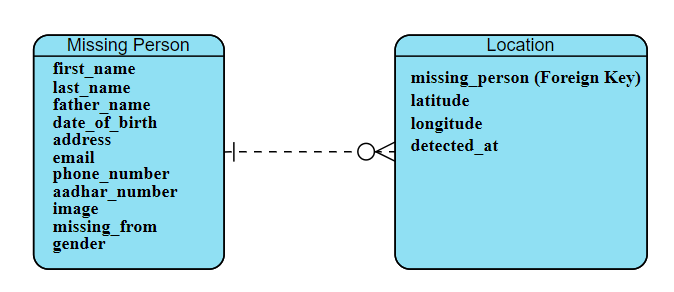 Missing Person
first_name
last_name
father_name
date_of_birth
address
email
phone_number
aadhar_number
image
missing_from
gender
Location
missing_person (Foreign Key)
latitude
longitude
detected_at